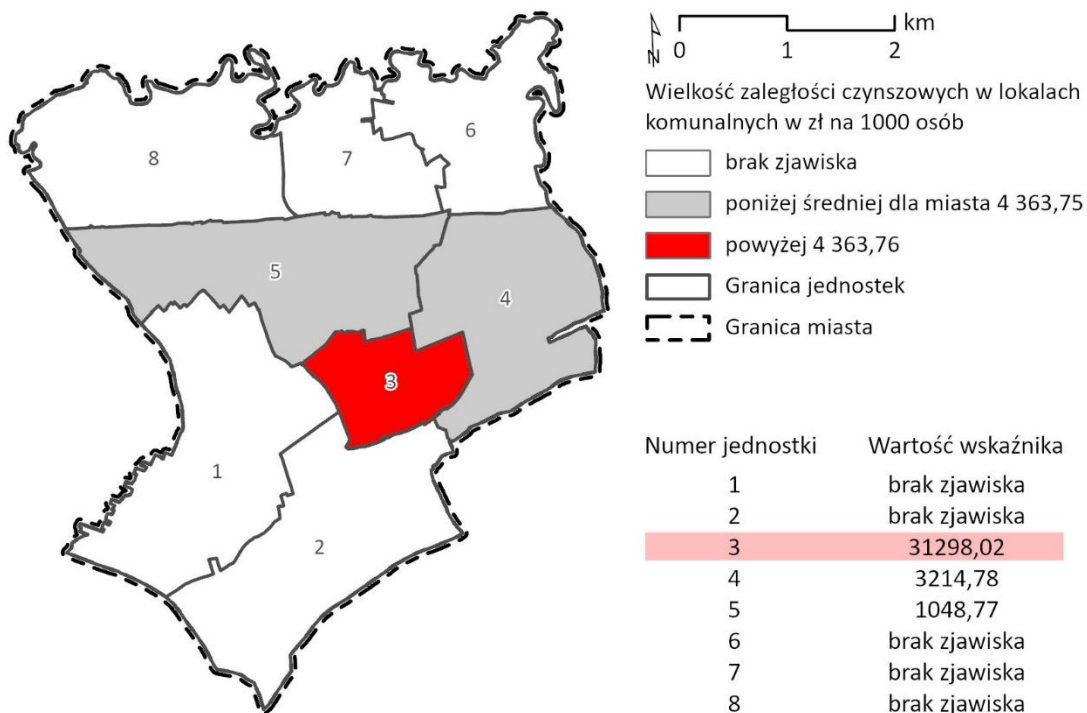 km
0 1 2
N
Wielkość zaległości czynszowych w lokalach
komunalnych w zł na 1000 osób
brak zjawiska
poniżej średniej dla miasta 4 363,75
powyżej 4 363,76
Granica jednostek
Granica miasta
6
7
8
5
4
3
1
2
Numer jednostki Wartość wskaźnika
1 brak zjawiska
2 brak zjawiska
3 31298,02
4 3214,78
5 1048,77
6 brak zjawiska
7 brak zjawiska
8 brak zjawiska